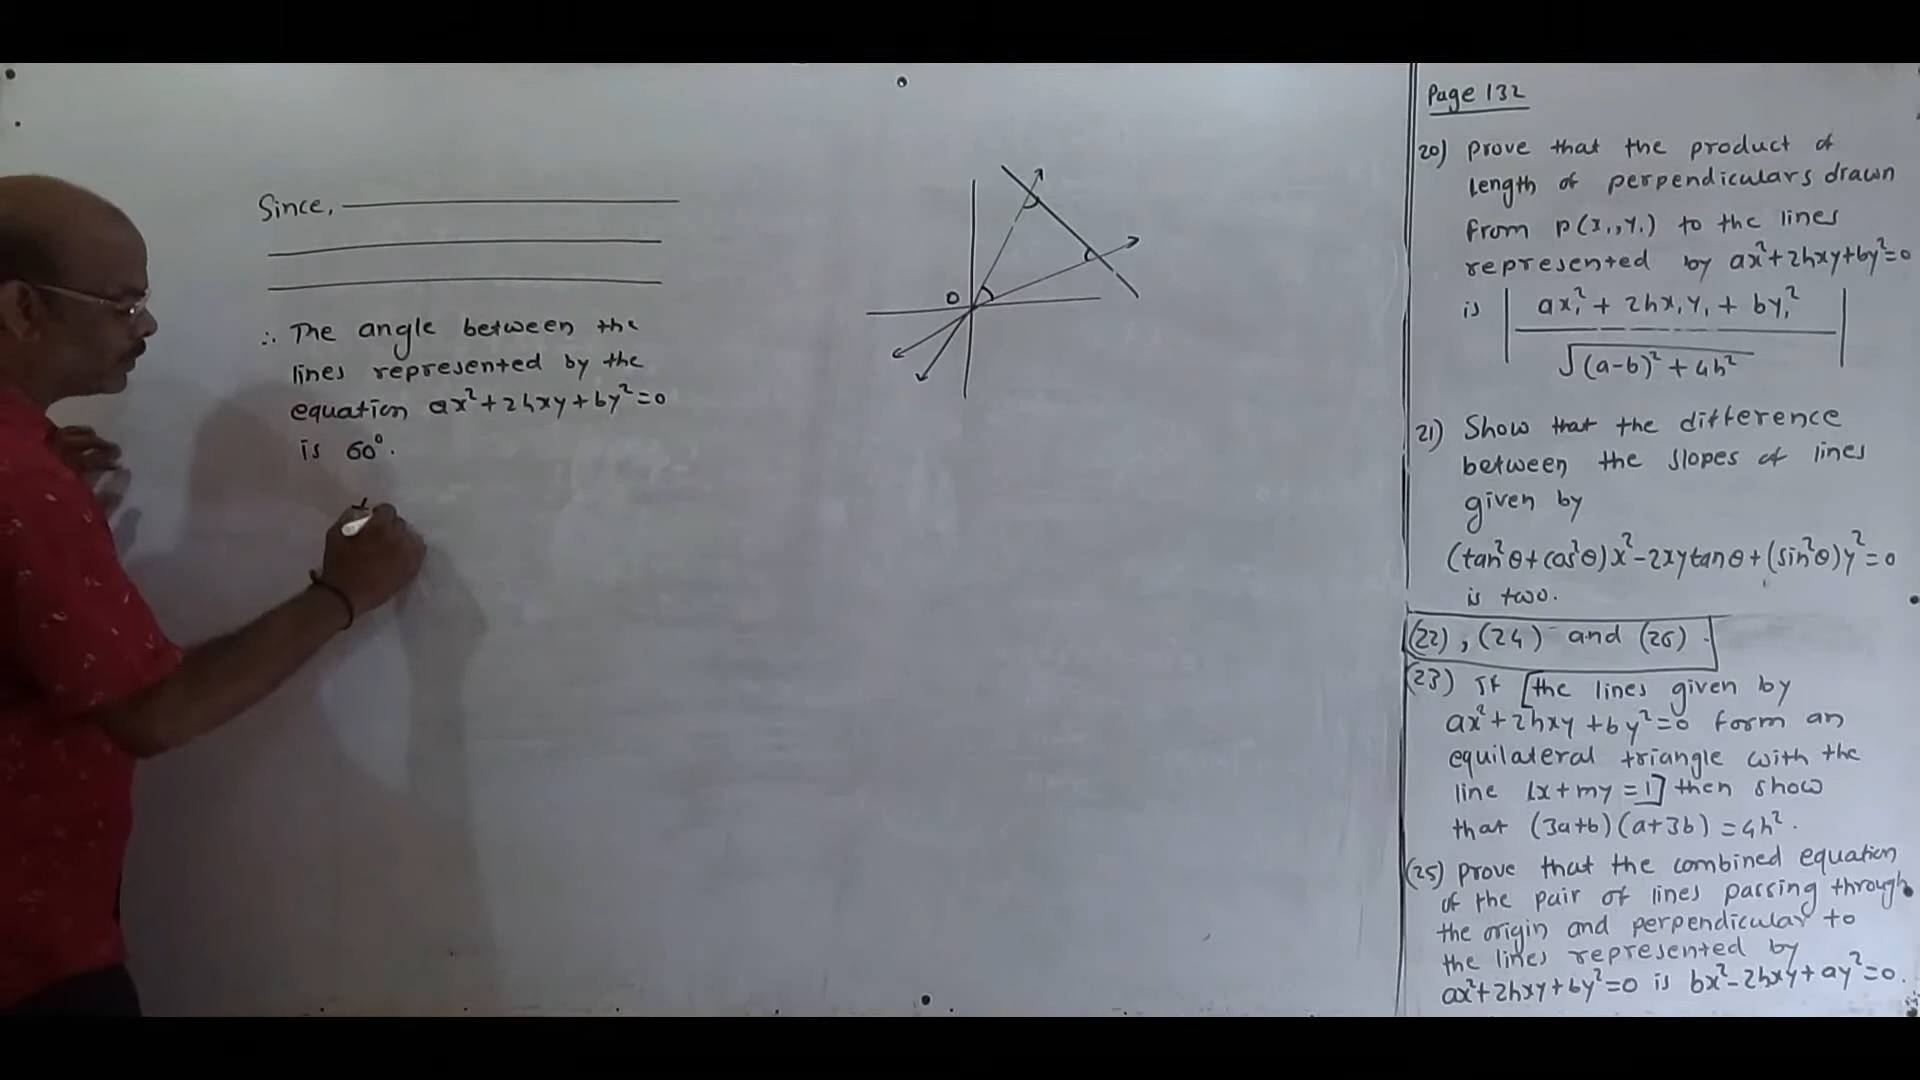 Since,
∴ The angle between the
lines represented by the
equation ax²+2hxy+by²=0
is 60°.
O
Page 132
20) prove that the product of
length of perpendiculars drawn
from P(x₁,y₁) to the lines
represented by ax²+2hxy+by²=0
is | ax₁² + 2hx₁y₁ + by₁² |
√(a-b)² + 4h²
21) Show that the difference
between the slopes of lines
given by
(tan²θ+cos²θ)x²-2xytanθ+(sin²θ)y²=0
is two.
(22), (24) and (26).
(23) If [the lines given by
ax²+2hxy+by²=0 form an
equilateral triangle with the
line lx+my=1] then show
that (3a+b)(a+3b)=4h².
(25) prove that the combined equation
of the pair of lines passing through
the origin and perpendicular to
the lines represented by
ax²+2hxy+by²=0 is bx²-2hxy+ay²=0.